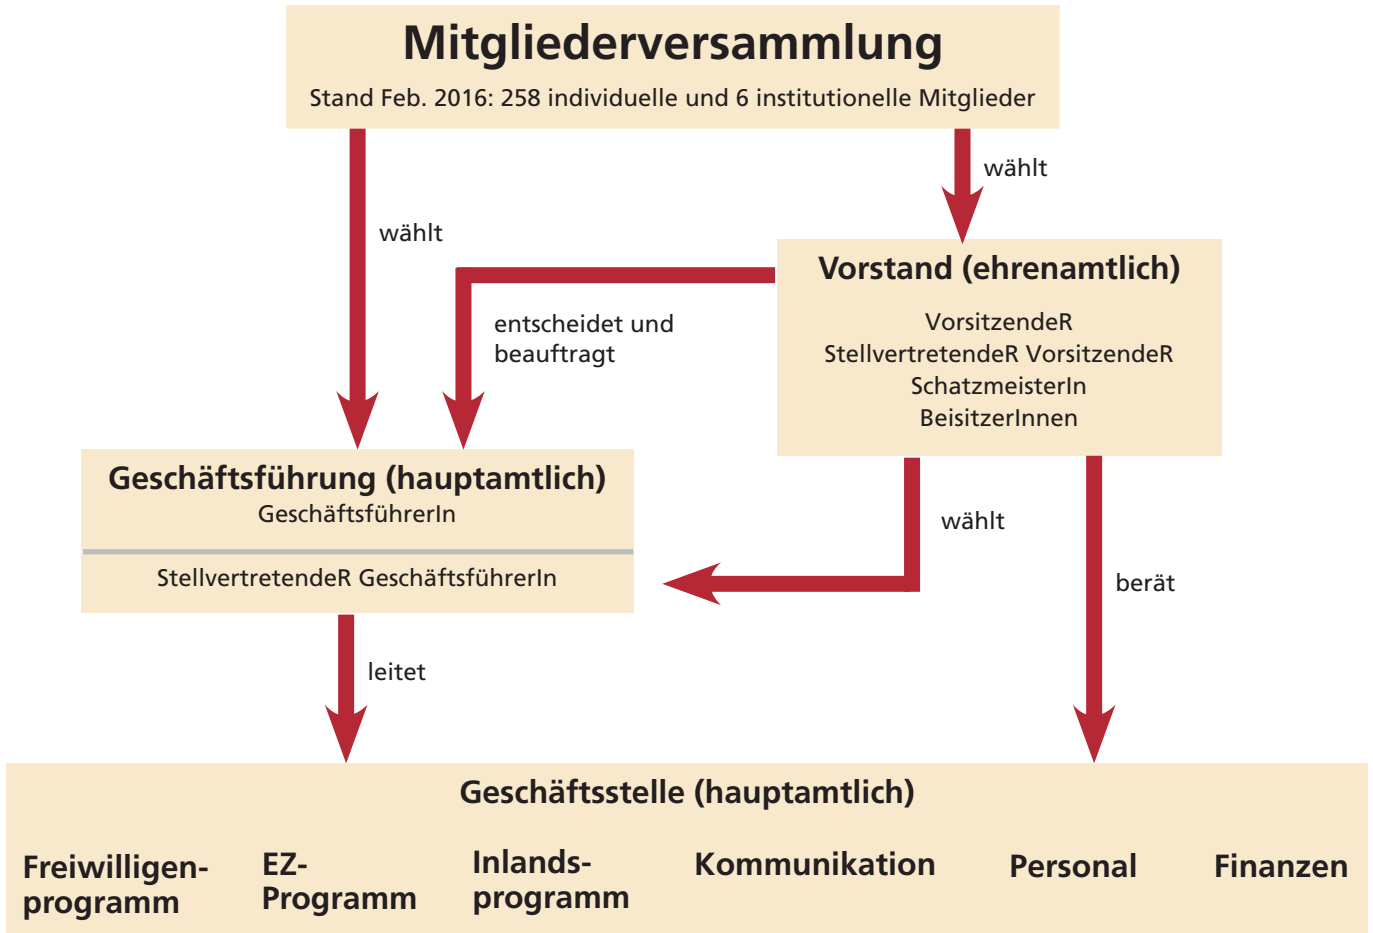 Mitgliederversammlung
Stand Feb. 2016: 258 individuelle und 6 institutionelle Mitglieder
wählt
wählt
Vorstand (ehrenamtlich)
VorsitzendeR
StellvertretendeR VorsitzendeR
SchatzmeisterIn
BeisitzerInnen
entscheidet und
beauftragt
Geschäftsführung (hauptamtlich)
GeschäftsführerIn
StellvertretendeR GeschäftsführerIn
wählt
berät
leitet
Geschäftsstelle (hauptamtlich)
Freiwilligen-
programm
EZ-
Programm
Inlands-
programm
Kommunikation
Personal
Finanzen